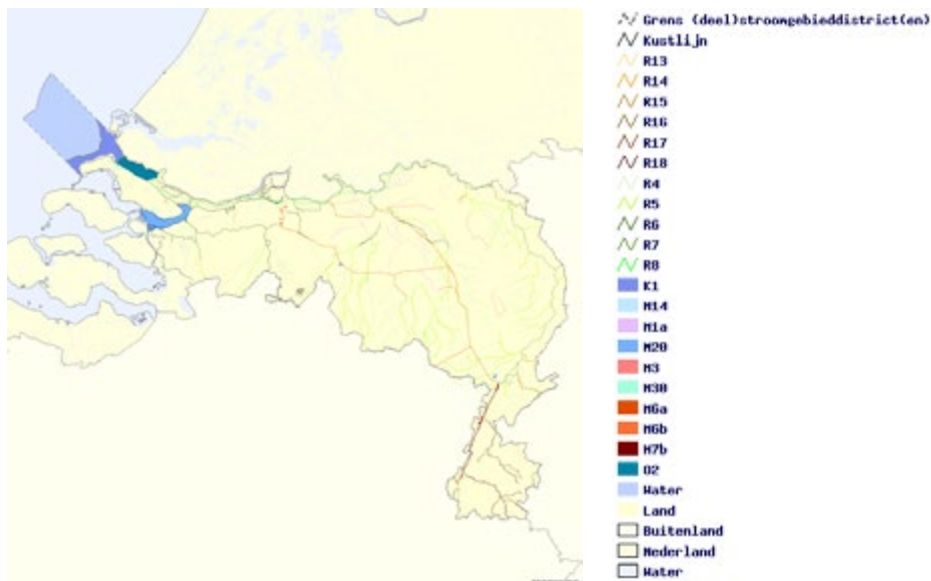 Grens (deel)stroomgebieddistrict(en)
Kustlijn
R13
R14
R15
R16
R17
R18
R4
R5
R6
R7
R8
K1
M14
M1a
M20
M3
M30
M6a
M6b
M7b
O2
Water
Land
Buitenland
Nederland
Water